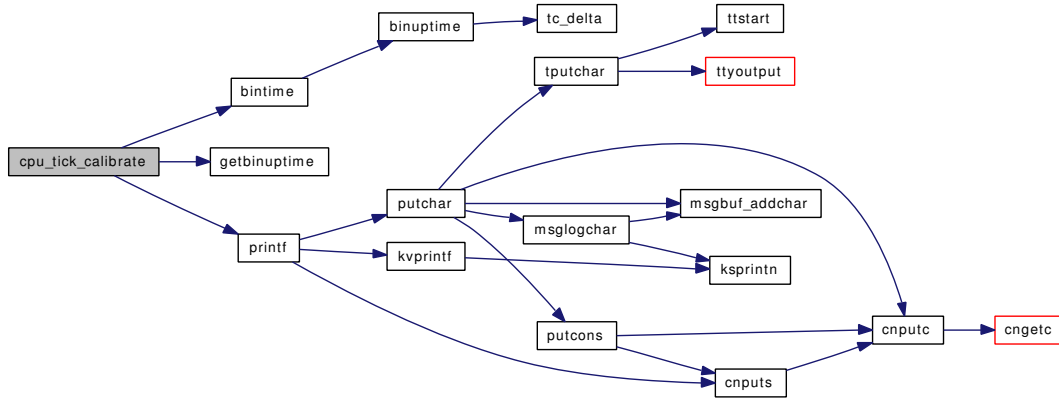 cpu_tick_calibrate
bintime
binuptime
tc_delta
getbinuptime
printf
putchar
kvprintf
tputchar
ttstart
ttyoutput
msglogchar
msgbuf_addchar
ksprintn
putcons
cnputs
cnputc
cngetc